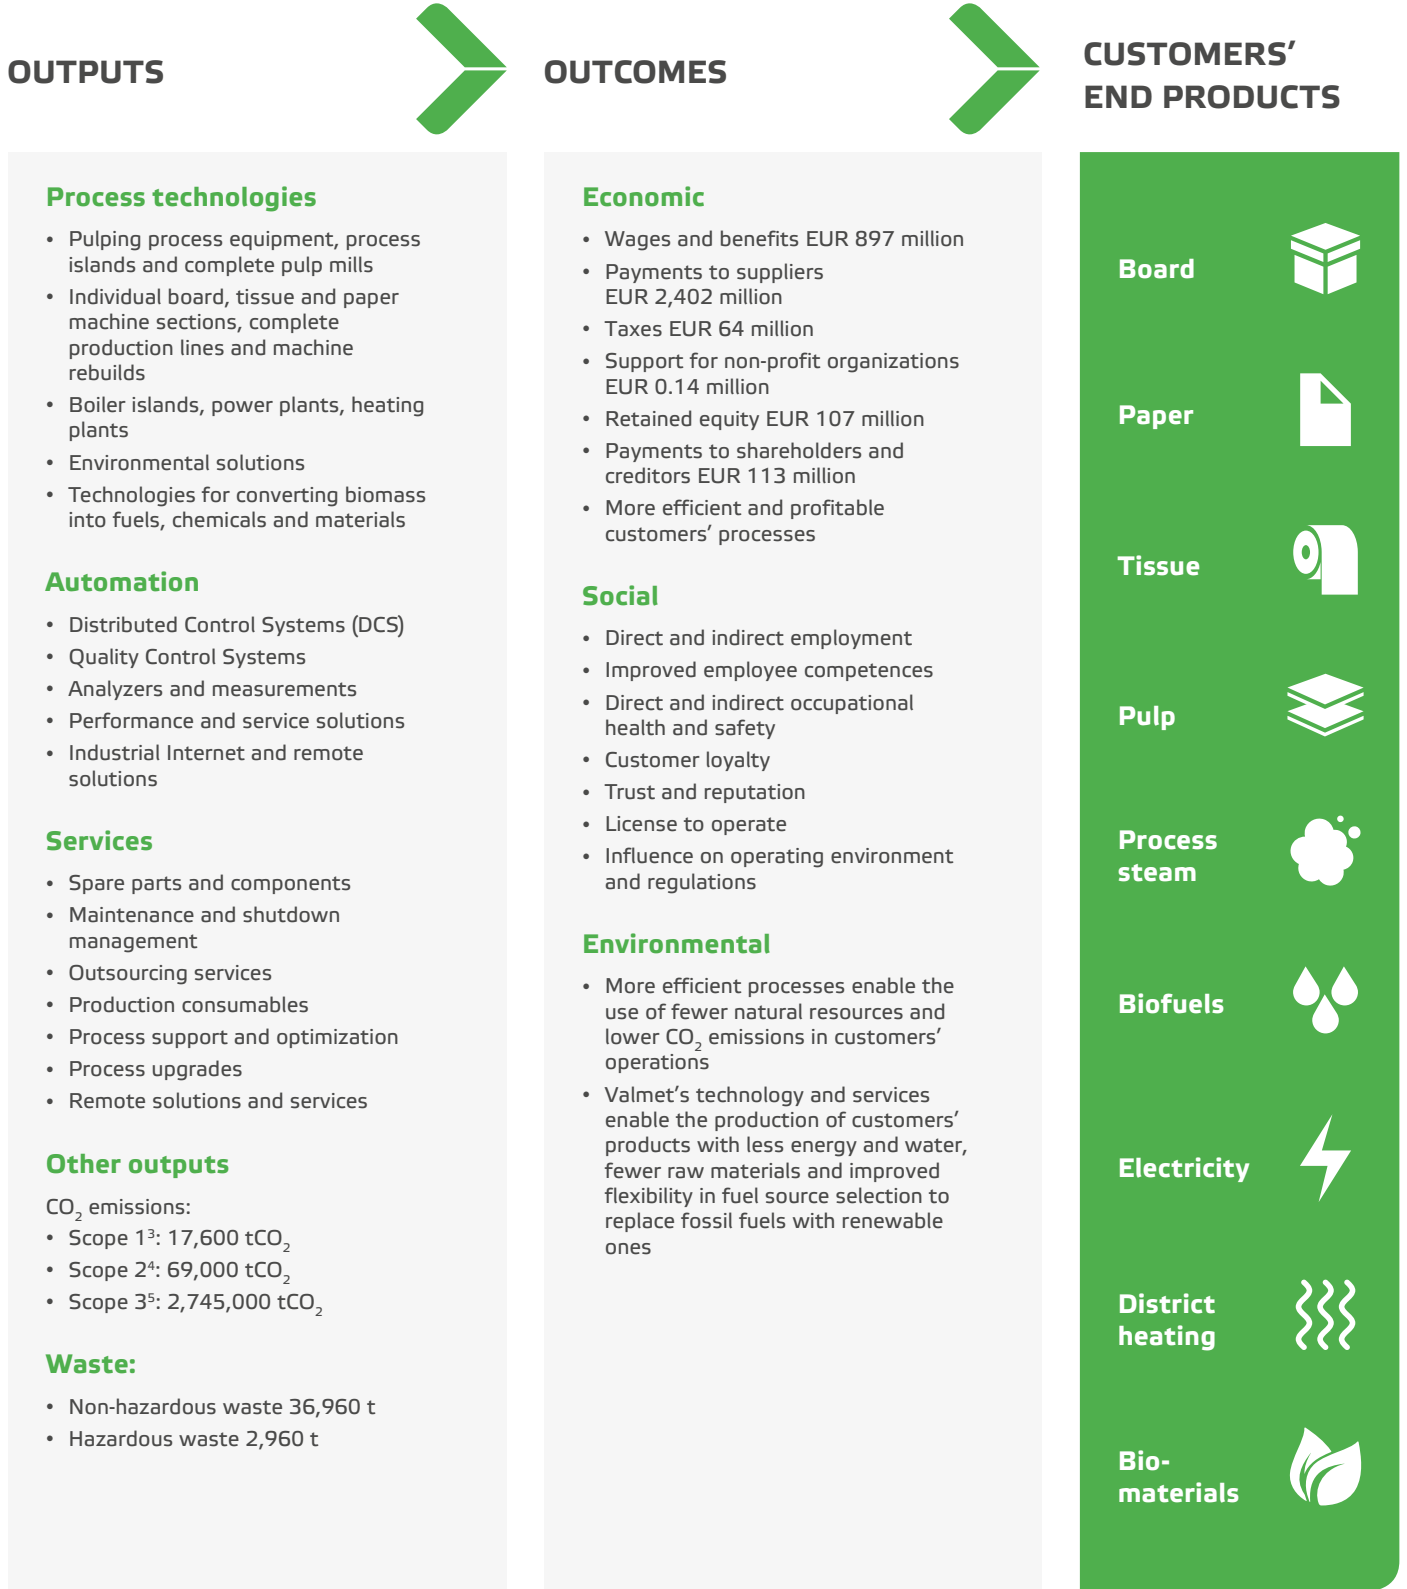 OUTPUTS
Process technologies
• Pulping process equipment, process
islands and complete pulp mills
• Individual board, tissue and paper
machine sections, complete
production lines and machine
rebuilds
• Boiler islands, power plants, heating
plants
• Environmental solutions
• Technologies for converting biomass
into fuels, chemicals and materials
Automation
• Distributed Control Systems (DCS)
• Quality Control Systems
• Analyzers and measurements
• Performance and service solutions
• Industrial Internet and remote
solutions
Services
• Spare parts and components
• Maintenance and shutdown
management
• Outsourcing services
• Production consumables
• Process support and optimization
• Process upgrades
• Remote solutions and services
Other outputs
CO₂ emissions:
• Scope 1³: 17,600 tCO₂
• Scope 2⁴: 69,000 tCO₂
• Scope 3⁵: 2,745,000 tCO₂
Waste:
• Non-hazardous waste 36,960 t
• Hazardous waste 2,960 t
OUTCOMES
Economic
• Wages and benefits EUR 897 million
• Payments to suppliers
EUR 2,402 million
• Taxes EUR 64 million
• Support for non-profit organizations
EUR 0.14 million
• Retained equity EUR 107 million
• Payments to shareholders and
creditors EUR 113 million
• More efficient and profitable
customers’ processes
Social
• Direct and indirect employment
• Improved employee competences
• Direct and indirect occupational
health and safety
• Customer loyalty
• Trust and reputation
• License to operate
• Influence on operating environment
and regulations
Environmental
• More efficient processes enable the
use of fewer natural resources and
lower CO₂ emissions in customers’
operations
• Valmet’s technology and services
enable the production of customers’
products with less energy and water,
fewer raw materials and improved
flexibility in fuel source selection to
replace fossil fuels with renewable
ones
CUSTOMERS’
END PRODUCTS
Board
Paper
Tissue
Pulp
Process
steam
Biofuels
Electricity
District
heating
Bio-
materials